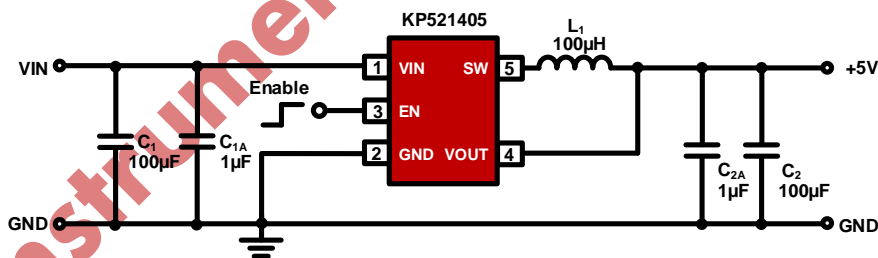 KP521405
L1
100µH
VIN
1
VIN
SW
5
+5V
Enable
3
EN
C1
100µF
C1A
1µF
2
GND
VOUT
4
C2A
1µF
C2
100µF
GND
GND